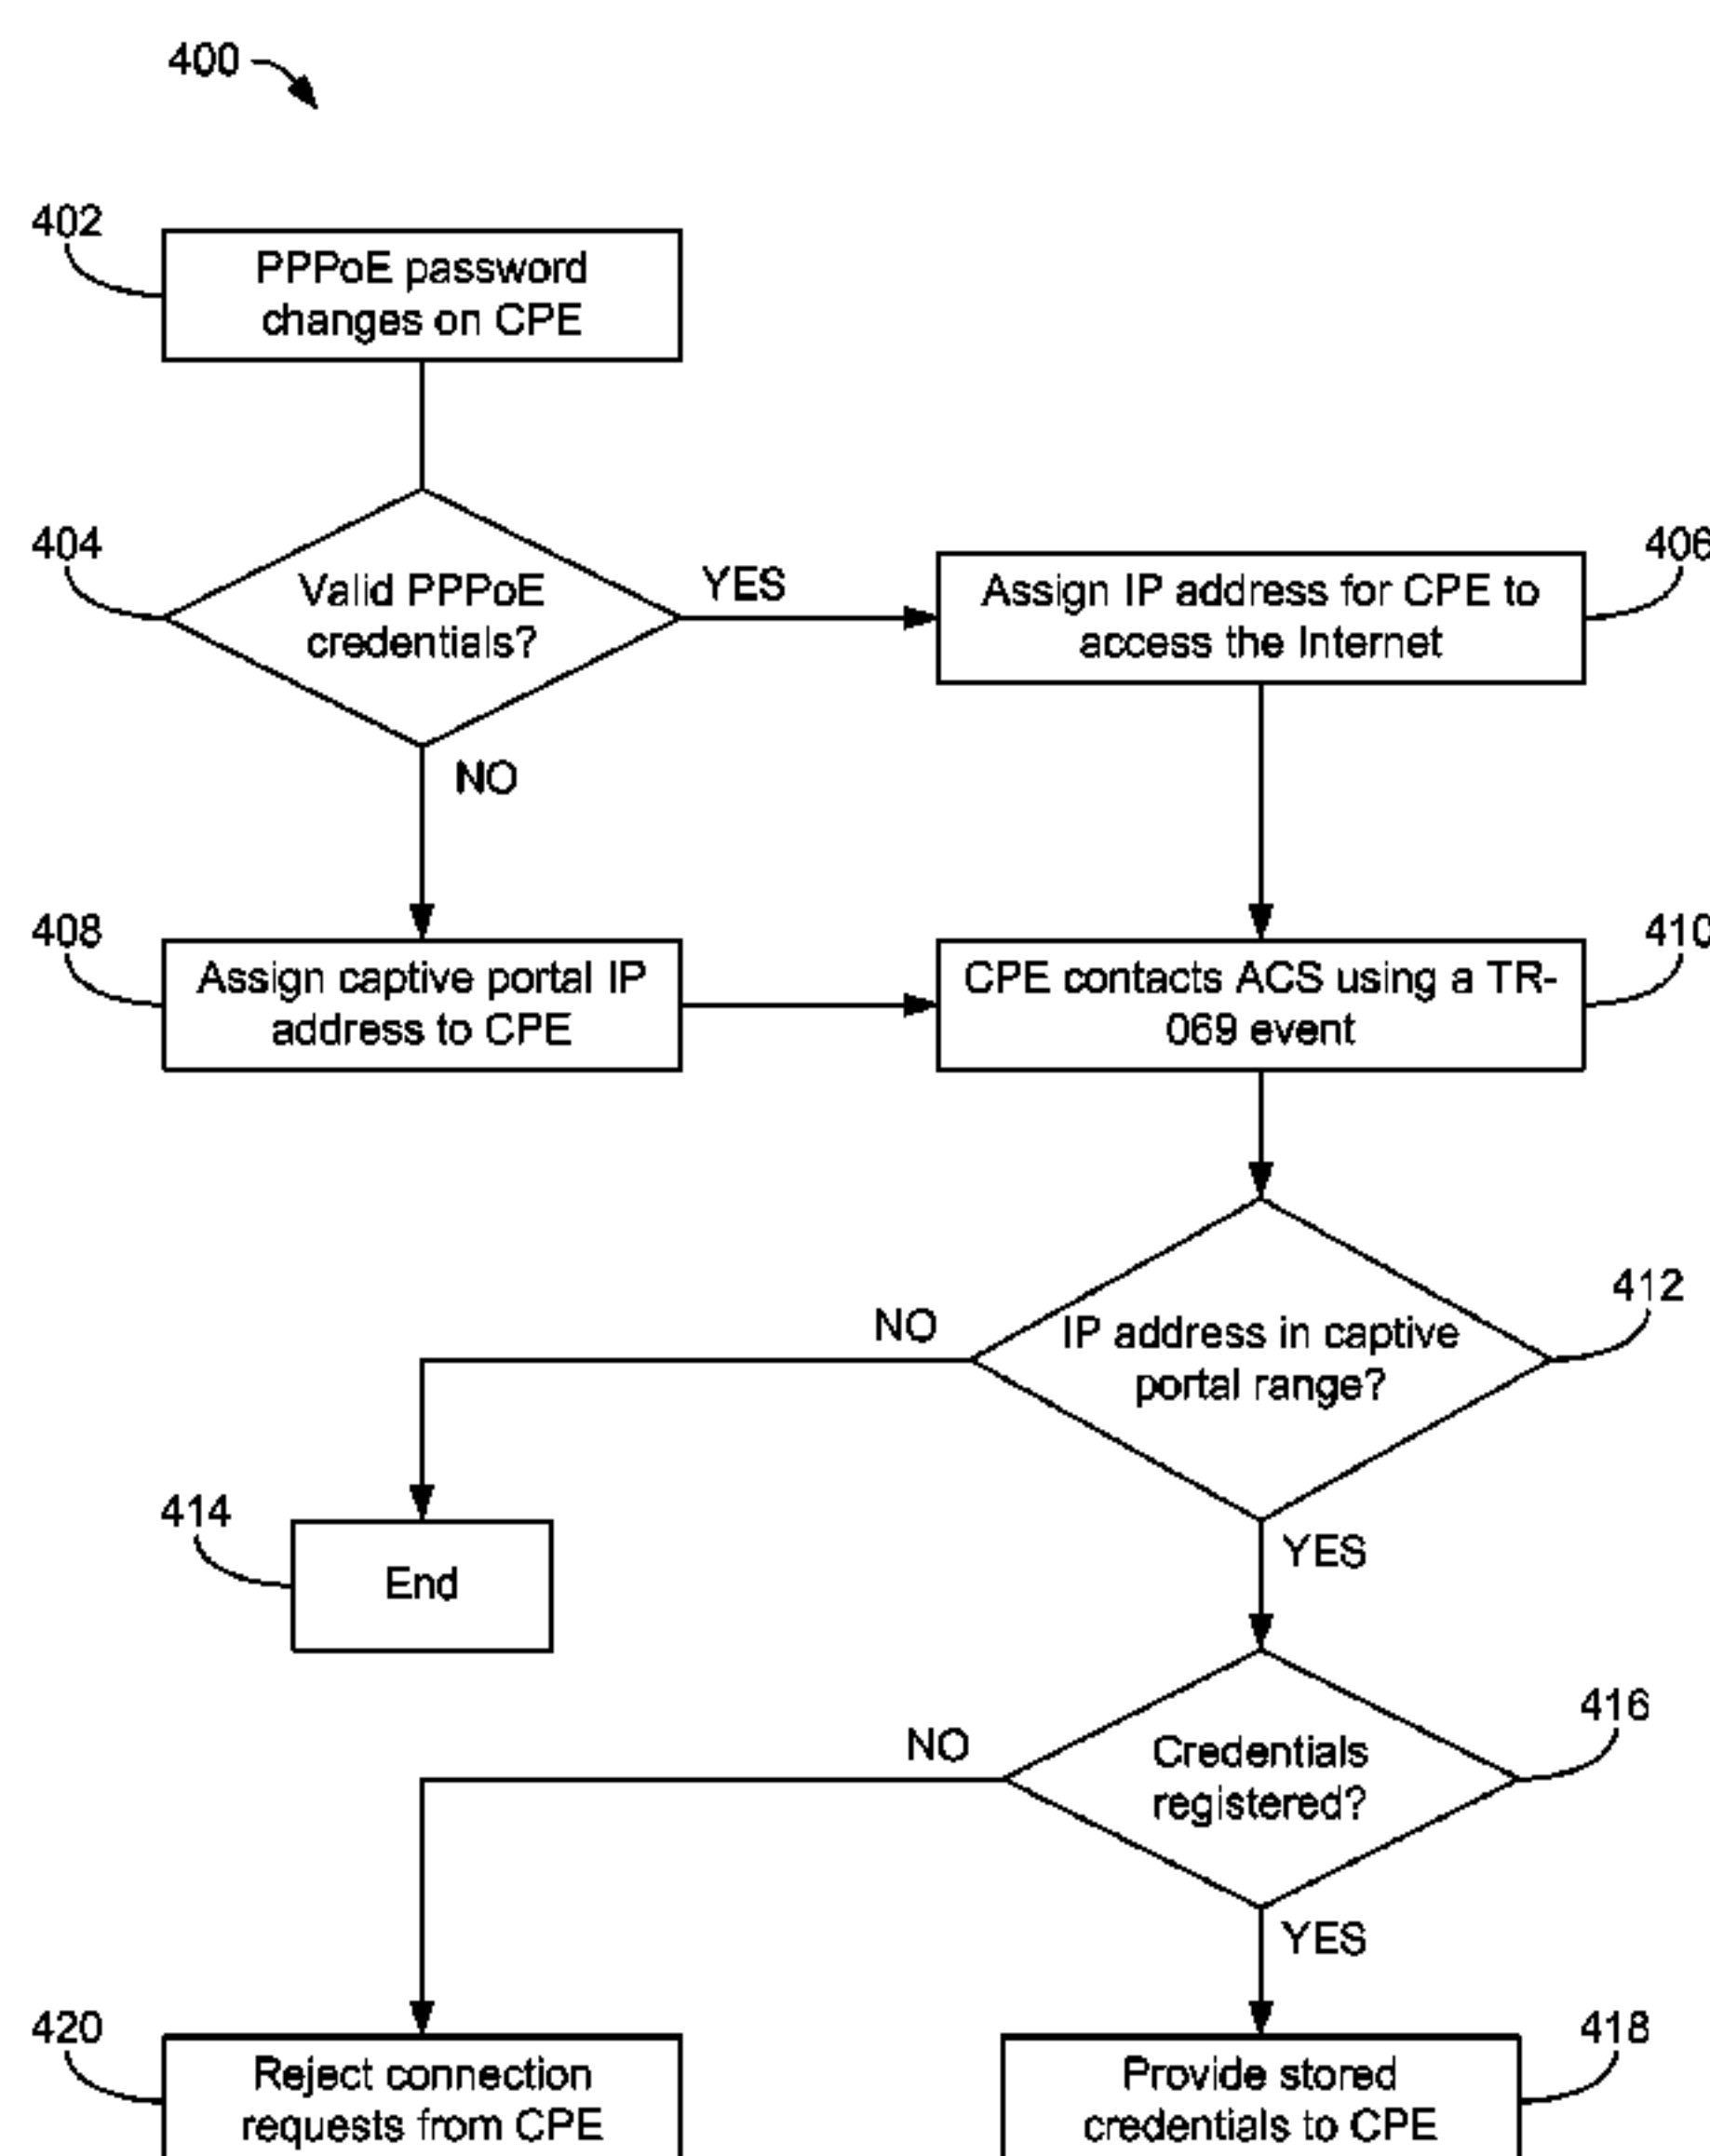 400
402
PPPoE password
changes on CPE
404
Valid PPPoE
credentials?
YES
406
Assign IP address for CPE to
access the Internet
NO
408
Assign captive portal IP
address to CPE
410
CPE contacts ACS using a TR-
069 event
412
IP address in captive
portal range?
NO
414
End
YES
416
Credentials
registered?
NO
YES
420
Reject connection
requests from CPE
418
Provide stored
credentials to CPE